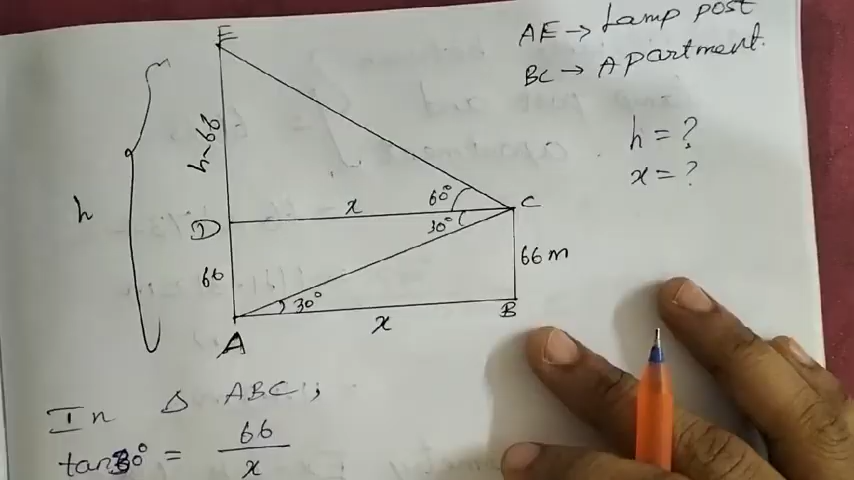 AE → Lamp post
BC → Apartment.
h = ?
x = ?
E
h-66
h
60°
C
x
D
30°
66
66 m
30°
A
x
B
In Δ ABC,
tan30° = 66
x